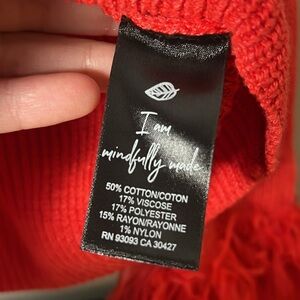 I am
mindfully made
50% COTTON/COTON
17% VISCOSE
17% POLYESTER
15% RAYON/RAYONNE
1% NYLON
RN 93093 CA 30427